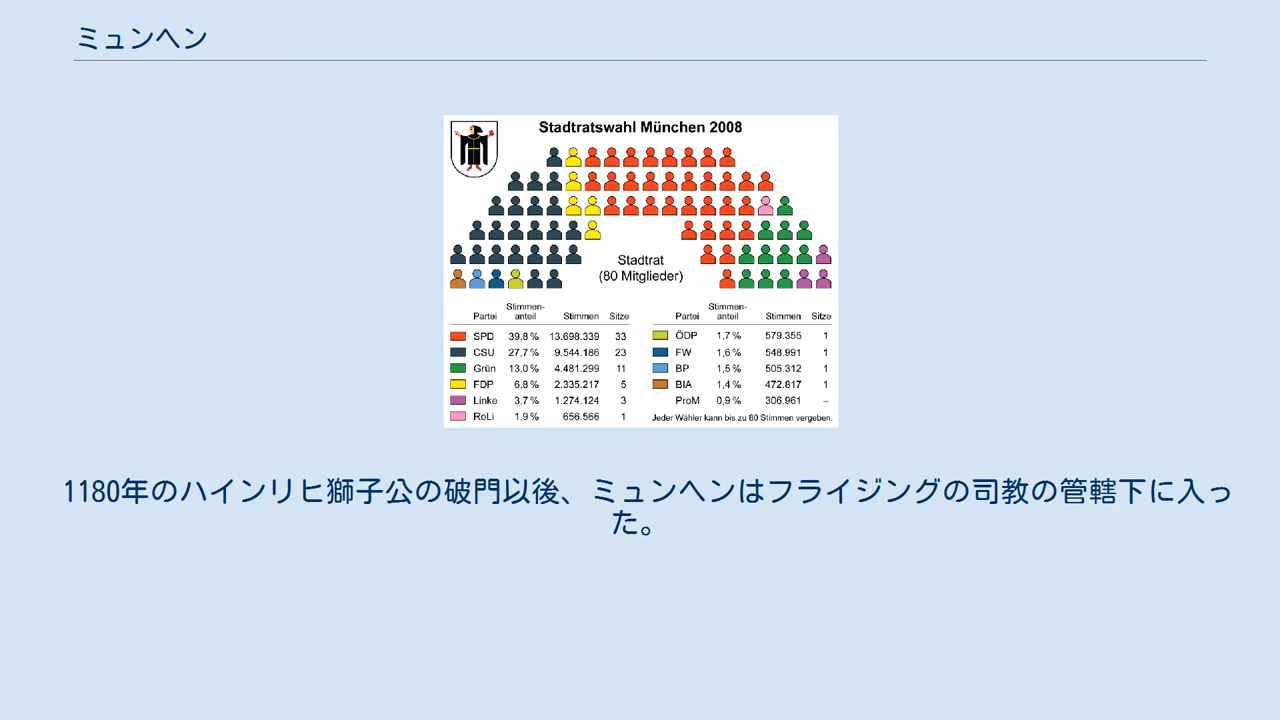 ミュンヘン
Stadtratswahl München 2008
Stadtrat
(80 Mitglieder)
Partei Stimmen-anteil Stimmen Sitze
SPD 39,8 % 13.698.339 33
CSU 27,7 % 9.544.186 23
Grün 13,0 % 4.481.299 11
FDP 6,8 % 2.335.217 5
Linke 3,7 % 1.274.124 3
RoLi 1,9 % 656.566 1
Partei Stimmen-anteil Stimmen Sitze
ÖDP 1,7 % 579.355 1
FW 1,6 % 548.991 1
BP 1,5 % 505.312 1
BIA 1,4 % 472.817 1
ProM 0,9 % 306.961 –
Jeder Wähler kann bis zu 80 Stimmen vergeben.
1180年のハインリヒ獅子公の破門以後、ミュンヘンはフライジングの司教の管轄下に入っ
た。